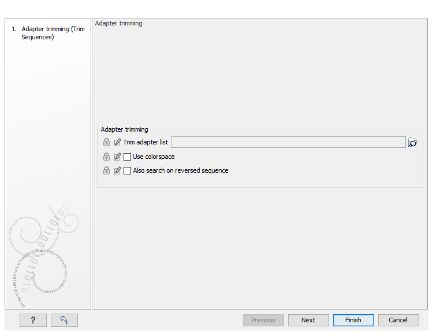 Adapter trimming
1. Adapter trimming (Trim
Sequences)
Adapter trimming
Trim adapter list
Use colorspace
Also search on reversed sequence
?
Previous
Next
Finish
Cancel